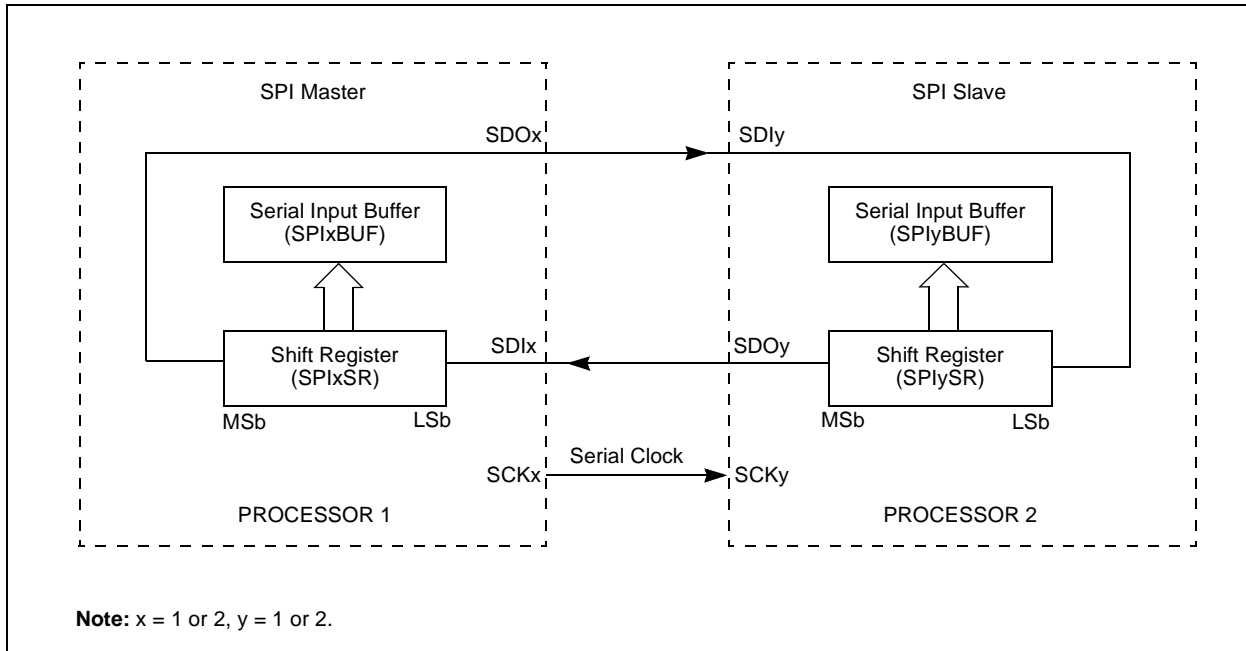 SPI Master
SPI Slave
SDOx
SDIy
Serial Input Buffer
(SPIxBUF)
Serial Input Buffer
(SPIyBUF)
Shift Register
(SPIxSR)
SDIx
SDOy
Shift Register
(SPIySR)
MSb
LSb
MSb
LSb
Serial Clock
SCKx
SCKy
PROCESSOR 1
PROCESSOR 2
Note: x = 1 or 2, y = 1 or 2.